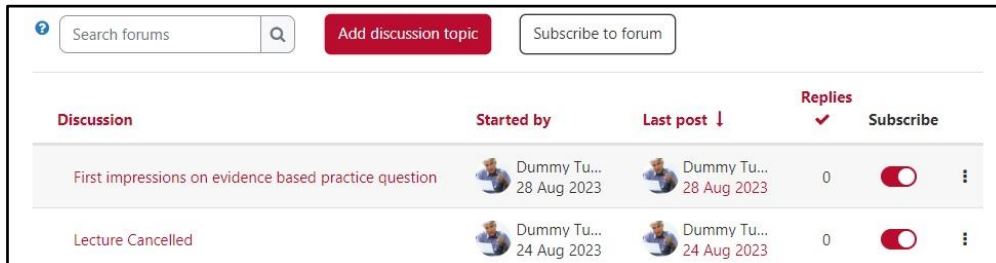 ? Search forums Add discussion topic Subscribe to forum
Replies
Discussion Started by Last post ↓ ✔ Subscribe
First impressions on evidence based practice question Dummy Tu... Dummy Tu... 0
28 Aug 2023 28 Aug 2023
Lecture Cancelled Dummy Tu... Dummy Tu... 0
24 Aug 2023 24 Aug 2023